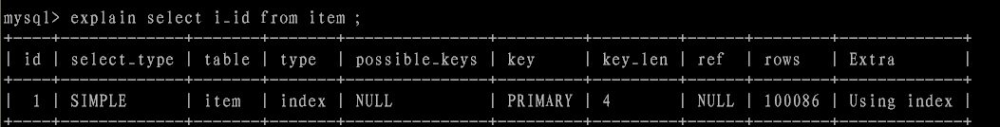 mysql> explain select i_id from item ;
+----+-------------+-------+-------+---------------+---------+---------+------+--------+-------------+
| id | select_type | table | type | possible_keys | key | key_len | ref | rows | Extra |
+----+-------------+-------+-------+---------------+---------+---------+------+--------+-------------+
| 1 | SIMPLE | item | index | NULL | PRIMARY | 4 | NULL | 100086 | Using index |
+----+-------------+-------+-------+---------------+---------+---------+------+--------+-------------+